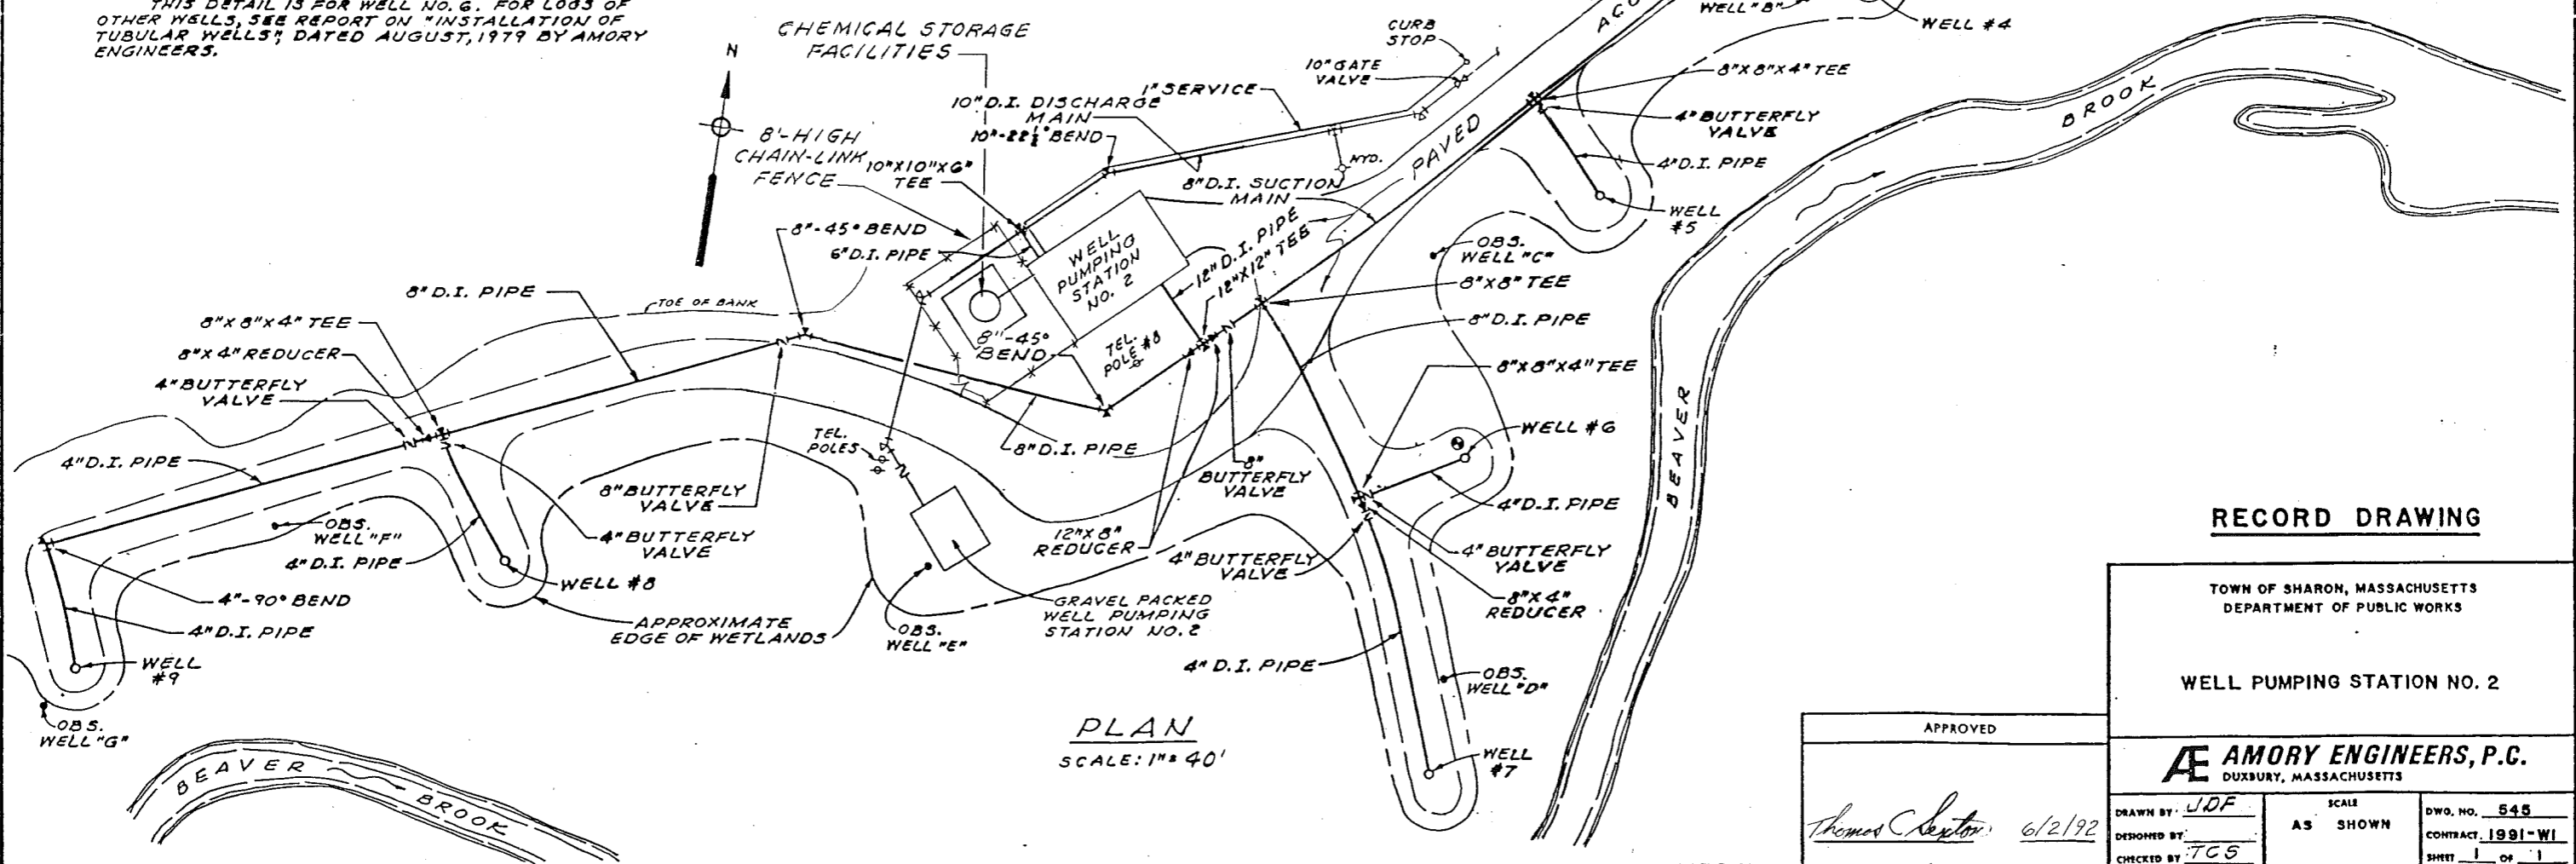 THIS DETAIL IS FOR WELL NO. 6. FOR LOGS OF
OTHER WELLS, SEE REPORT ON "INSTALLATION OF
TUBULAR WELLS", DATED AUGUST, 1979 BY AMORY
ENGINEERS.
N
CHEMICAL STORAGE
FACILITIES
8'-HIGH
CHAIN-LINK
FENCE
10" D.I. DISCHARGE
MAIN
10"-22½° BEND
10"X10"X6"
TEE
1" SERVICE
10" GATE
VALVE
CURB
STOP
HYD.
8" D.I. SUCTION
MAIN
PAVED
WELL "B"
WELL #4
8"X8"X4" TEE
4" BUTTERFLY
VALVE
4" D.I. PIPE
WELL
#5
BROOK
BEAVER
8"-45° BEND
6" D.I. PIPE
WELL
PUMPING
STATION
NO. 2
12" D.I. PIPE
12"X12" TEE
OBS.
WELL "C"
8"X8" TEE
8" D.I. PIPE
8"X8"X4" TEE
WELL #6
4" D.I. PIPE
4" BUTTERFLY
VALVE
8"X4"
REDUCER
8" D.I. PIPE
TOE OF BANK
8"X8"X4" TEE
8"X4" REDUCER
4" BUTTERFLY
VALVE
4" D.I. PIPE
8"-45°
BEND
TEL.
POLE #8
TEL.
POLES
8" D.I. PIPE
8"
BUTTERFLY
VALVE
8" BUTTERFLY
VALVE
12"X8"
REDUCER
4" BUTTERFLY
VALVE
OBS.
WELL "F"
4" D.I. PIPE
4" BUTTERFLY
VALVE
WELL #8
4"-90° BEND
4" D.I. PIPE
WELL
#9
OBS.
WELL "G"
APPROXIMATE
EDGE OF WETLANDS
OBS.
WELL "E"
GRAVEL PACKED
WELL PUMPING
STATION NO. 2
4" D.I. PIPE
OBS.
WELL "D"
WELL
#7
BEAVER
BROOK
PLAN
SCALE: 1"= 40'
RECORD DRAWING
TOWN OF SHARON, MASSACHUSETTS
DEPARTMENT OF PUBLIC WORKS
WELL PUMPING STATION NO. 2
APPROVED
Thomas C Sexton 6/2/92
Æ AMORY ENGINEERS, P.C.
DUXBURY, MASSACHUSETTS
DRAWN BY: JDF
DESIGNED BY:
CHECKED BY TCS
SCALE
AS SHOWN
DWG. NO. 545
CONTRACT. 1991-W1
SHEET 1 OF 1